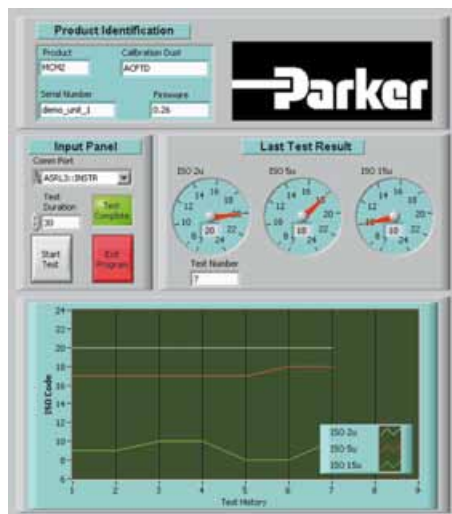 Product Identification
Product
MCM2
Calibration Dust
ACFTD
Serial Number
demo_unit_1
Firmware
0.26
Parker
Input Panel
Comm Port
ASRL3::INSTR
Test Duration
30
Test Complete
Start Test
Exit Program
Last Test Result
ISO 2u
ISO 5u
ISO 15u
20
18
10
Test Number
7
ISO Code
24
20
18
16
14
12
10
8
6
1 2 3 4 5 6 7 8 9
Test History
ISO 2u
ISO 5u
ISO 15u